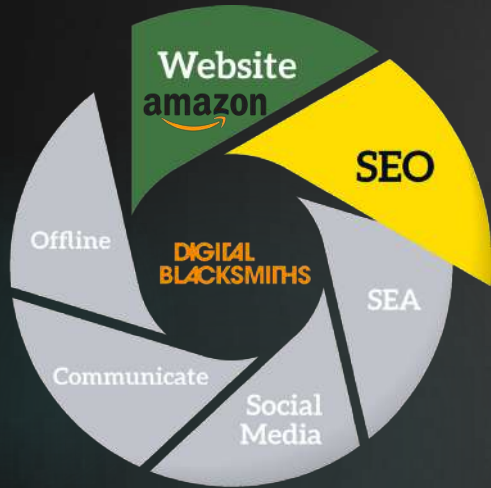 Website
amazon
SEO
SEA
Social
Media
Communicate
Offline
DIGITAL
BLACKSMITHS